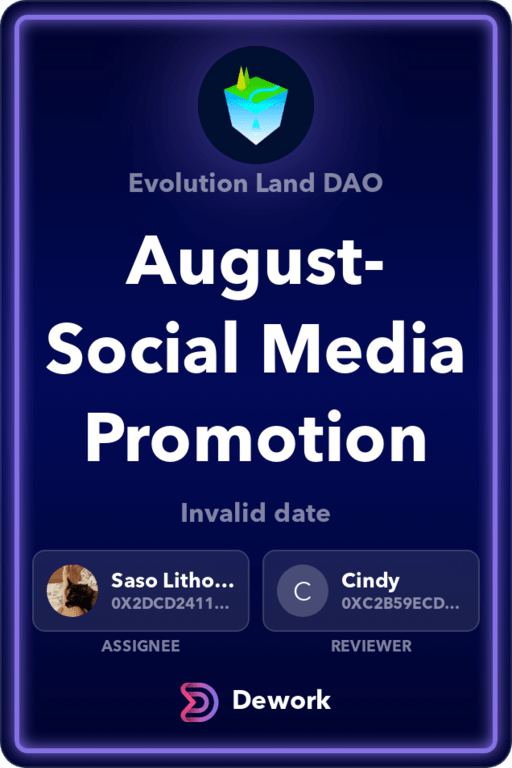 Evolution Land DAO
August-
Social Media
Promotion
Invalid date
Saso Litho...
0X2DCD2411...
ASSIGNEE
C
Cindy
0XC2B59ECD...
REVIEWER
Dework